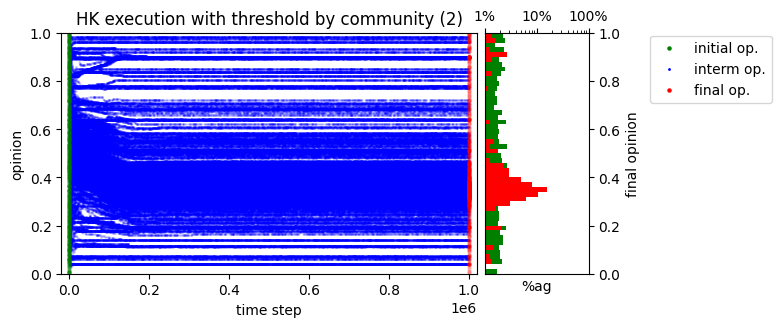 HK execution with threshold by community (2)
1% 10% 100%
1.0
0.8
0.6
0.4
0.2
0.0
opinion
0.0 0.2 0.4 0.6 0.8 1.0
1e6
time step
%ag
1.0
0.8
0.6
0.4
0.2
0.0
final opinion
initial op.
interm op.
final op.